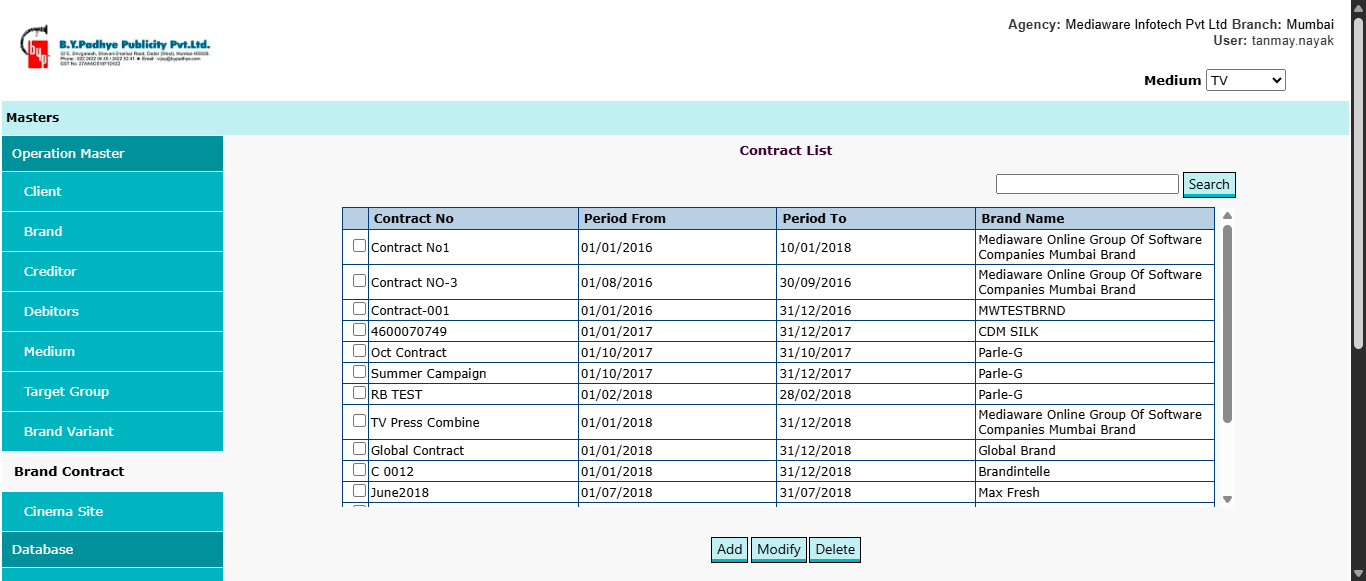 Agency: Mediaware Infotech Pvt Ltd Branch: Mumbai
User: tanmay.nayak
byp
B.Y.Padhye Publicity Pvt.Ltd.
Medium TV
Masters
Operation Master
Client
Brand
Creditor
Debitors
Medium
Target Group
Brand Variant
Brand Contract
Cinema Site
Database
Contract List
Search
Contract No Period From Period To Brand Name
Contract No1 01/01/2016 10/01/2018 Mediaware Online Group Of Software
Companies Mumbai Brand
Contract NO-3 01/08/2016 30/09/2016 Mediaware Online Group Of Software
Companies Mumbai Brand
Contract-001 01/01/2016 31/12/2016 MWTESTBRND
4600070749 01/01/2017 31/12/2017 CDM SILK
Oct Contract 01/10/2017 31/10/2017 Parle-G
Summer Campaign 01/10/2017 31/12/2017 Parle-G
RB TEST 01/02/2018 28/02/2018 Parle-G
TV Press Combine 01/01/2018 31/12/2018 Mediaware Online Group Of Software
Companies Mumbai Brand
Global Contract 01/01/2018 31/12/2018 Global Brand
C 0012 01/01/2018 31/12/2018 Brandintelle
June2018 01/07/2018 31/07/2018 Max Fresh
Add Modify Delete